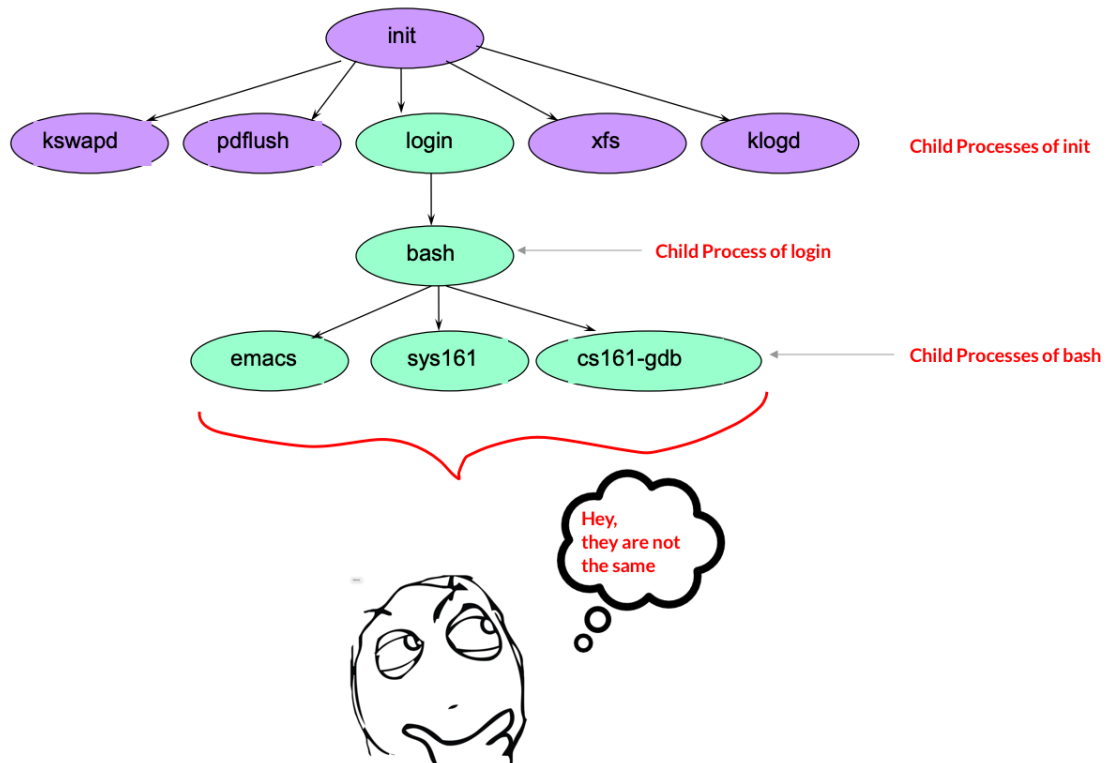 init
kswapd
pdflush
login
xfs
klogd
Child Processes of init
bash
Child Process of login
emacs
sys161
cs161-gdb
Child Processes of bash
Hey,
they are not
the same